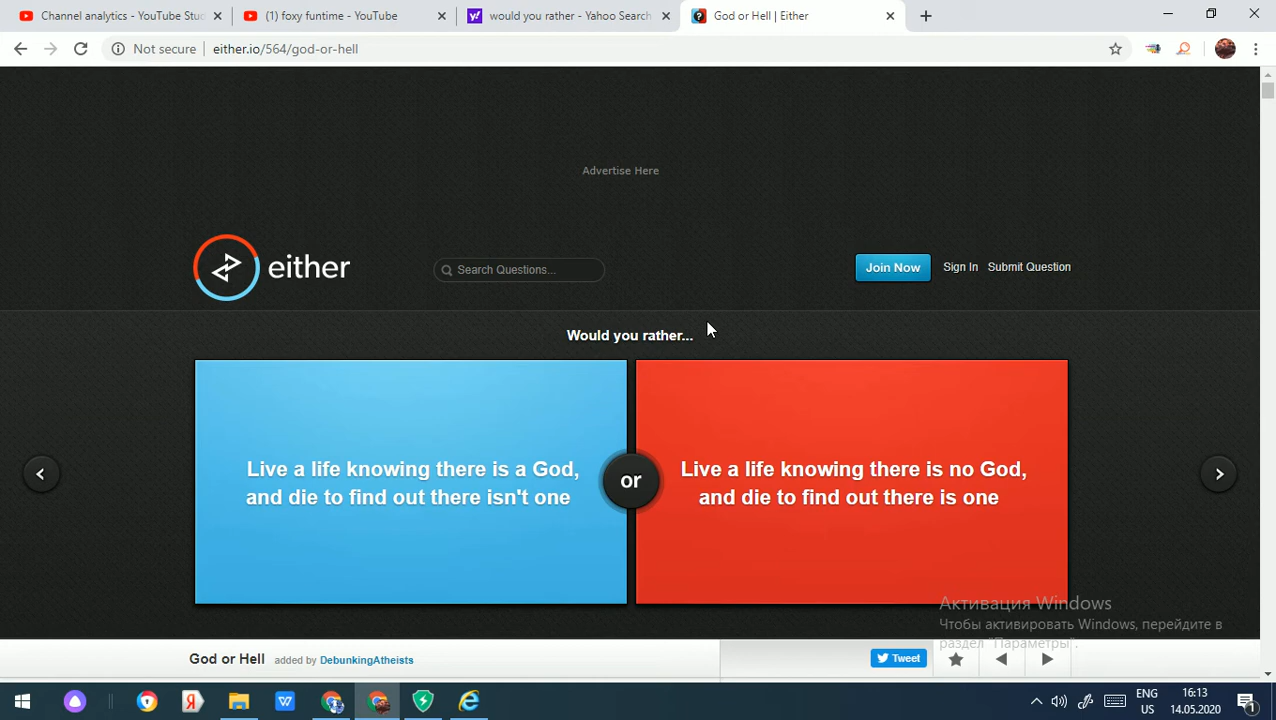 Channel analytics - YouTube Stu
(1) foxy funtime - YouTube
would you rather - Yahoo Search
God or Hell | Either
Not secure
either.io/564/god-or-hell
Advertise Here
either
Search Questions...
Join Now
Sign In
Submit Question
Would you rather...
Live a life knowing there is a God,
and die to find out there isn't one
or
Live a life knowing there is no God,
and die to find out there is one
Активация Windows
Чтобы активировать Windows, перейдите в
раздел "Параметры".
God or Hell added by DebunkingAtheists
Tweet
ENG
US
16:13
14.05.2020
1